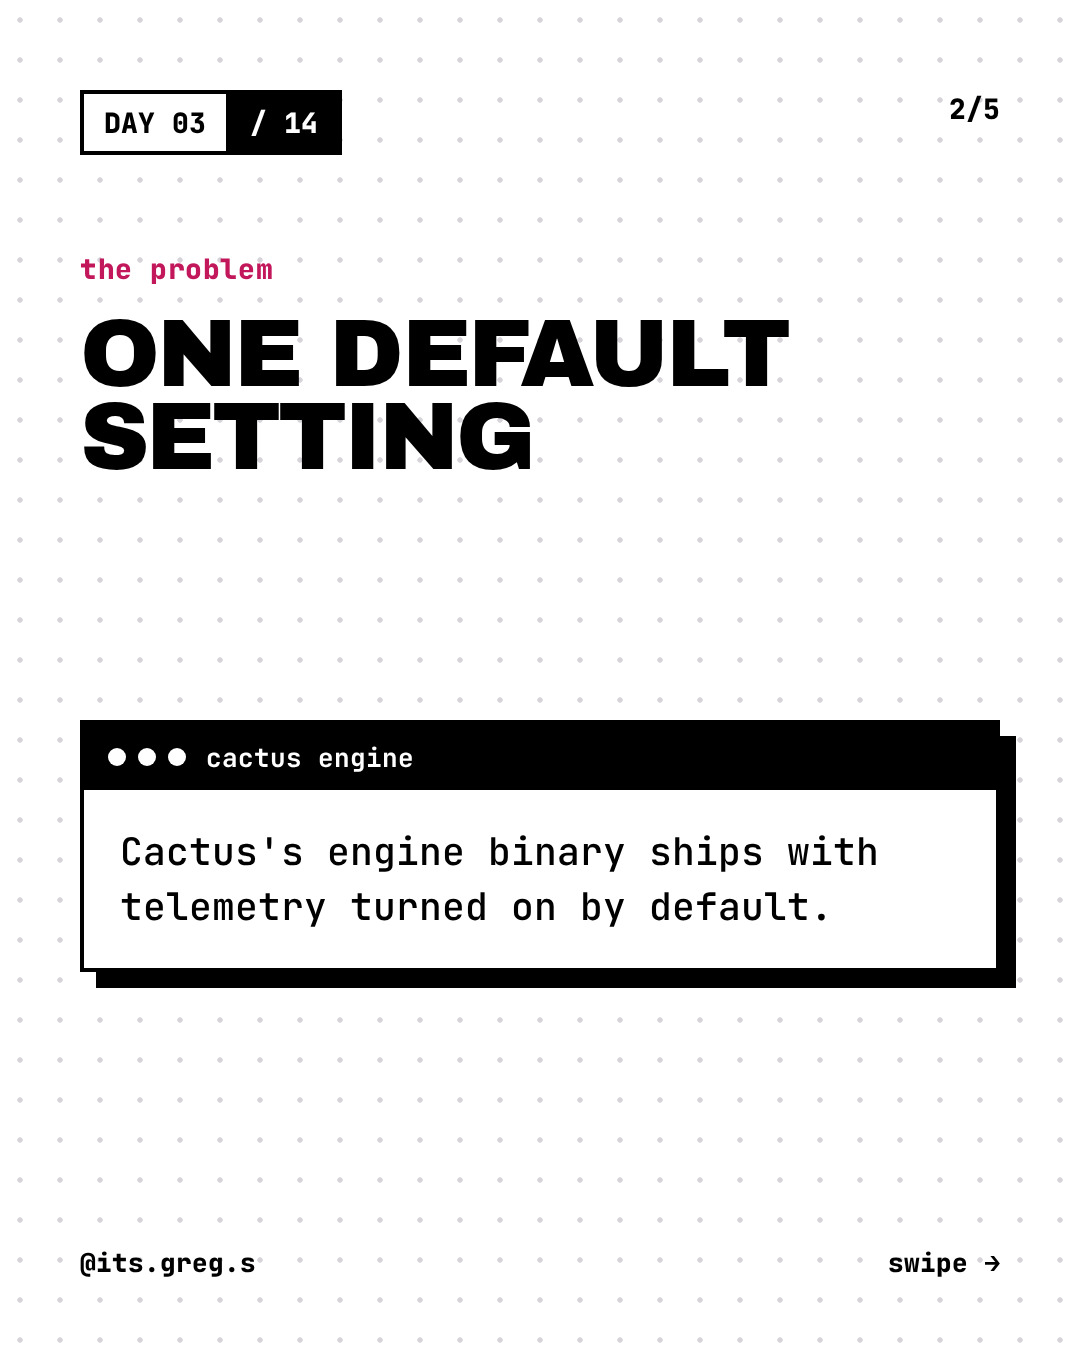 DAY 03 / 14
2/5
the problem
ONE DEFAULT
SETTING
cactus engine
Cactus's engine binary ships with
telemetry turned on by default.
@its.greg.s
swipe →